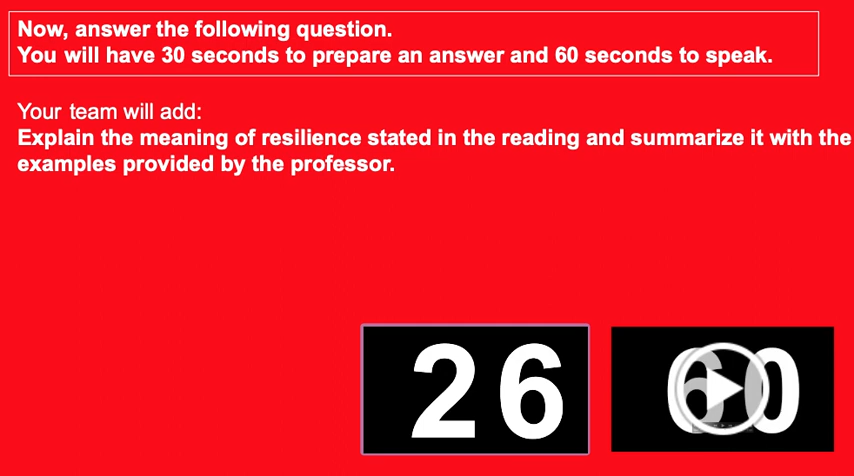 Now, answer the following question.
You will have 30 seconds to prepare an answer and 60 seconds to speak.
Your team will add:
Explain the meaning of resilience stated in the reading and summarize it with the
examples provided by the professor.
26
60